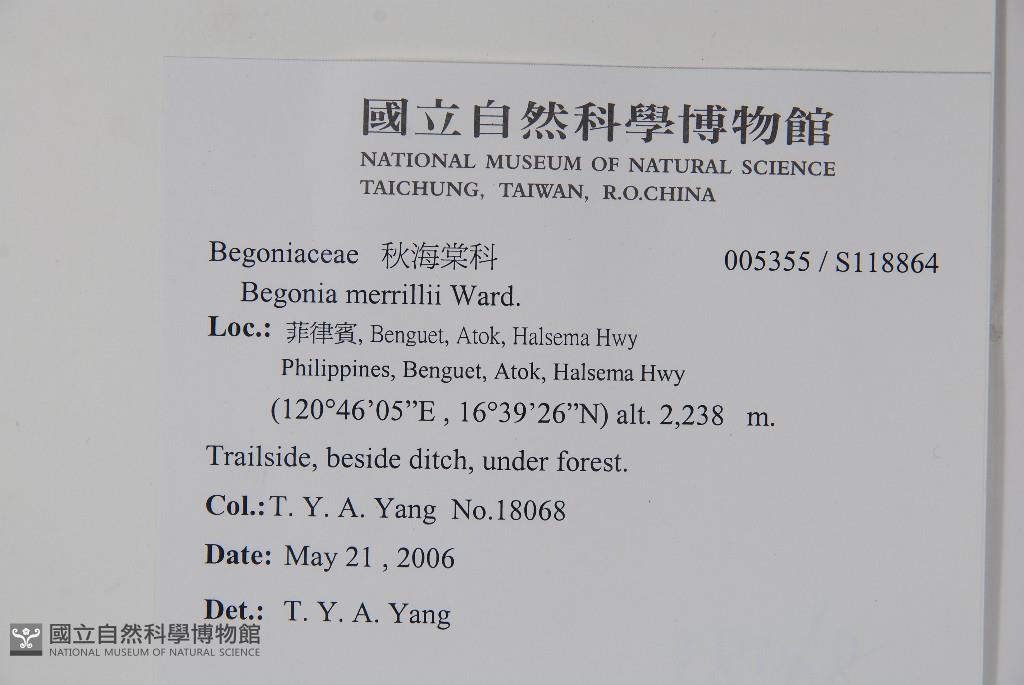 國立自然科學博物館
NATIONAL MUSEUM OF NATURAL SCIENCE
TAICHUNG, TAIWAN, R.O.CHINA
Begoniaceae 秋海棠科 005355 / S118864
Begonia merrillii Ward.
Loc.: 菲律賓, Benguet, Atok, Halsema Hwy
Philippines, Benguet, Atok, Halsema Hwy
(120°46’05”E , 16°39’26”N) alt. 2,238 m.
Trailside, beside ditch, under forest.
Col.: T. Y. A. Yang No.18068
Date: May 21 , 2006
Det.: T. Y. A. Yang
國立自然科學博物館
NATIONAL MUSEUM OF NATURAL SCIENCE